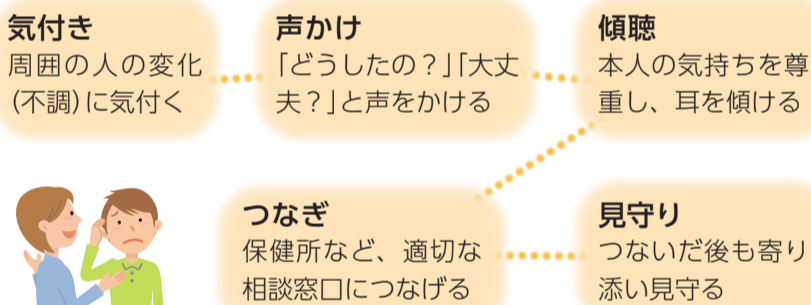 気付き
周囲の人の変化
(不調)に気付く
声かけ
「どうしたの？」「大丈
夫？」と声をかける
傾聴
本人の気持ちを尊
重し、耳を傾ける
つなぎ
保健所など、適切な
相談窓口につなげる
見守り
つないだ後も寄り
添い見守る